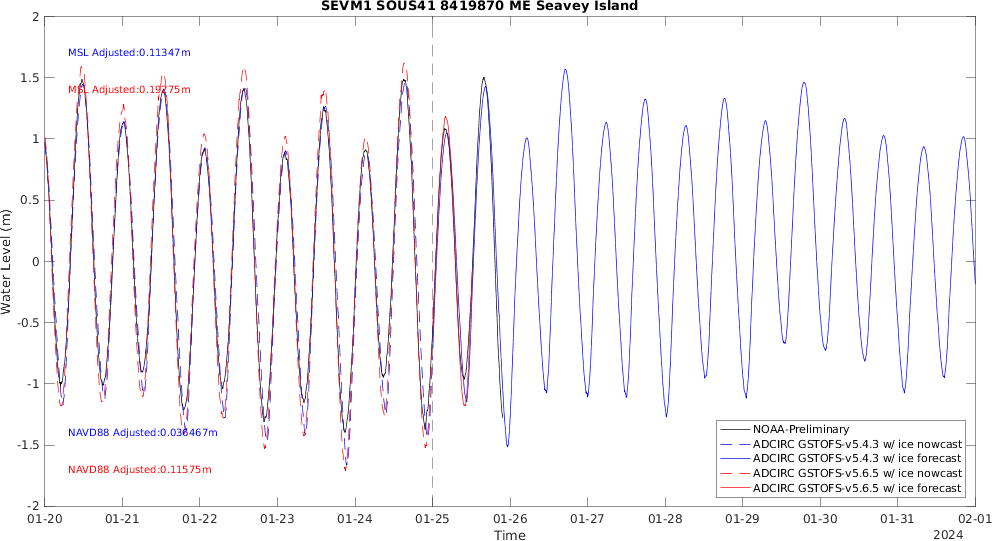 SEVM1 SOUS41 8419870 ME Seavey Island
2
1.5
1
0.5
0
-0.5
-1
-1.5
-2
Water Level (m)
MSL Adjusted:0.11347m
MSL Adjusted:0.19275m
NAVD88 Adjusted:0.036467m
NAVD88 Adjusted:0.11575m
NOAA-Preliminary
ADCIRC GSTOFS-v5.4.3 w/ ice nowcast
ADCIRC GSTOFS-v5.4.3 w/ ice forecast
ADCIRC GSTOFS-v5.6.5 w/ ice nowcast
ADCIRC GSTOFS-v5.6.5 w/ ice forecast
01-20 01-21 01-22 01-23 01-24 01-25 01-26 01-27 01-28 01-29 01-30 01-31 02-01
Time
2024